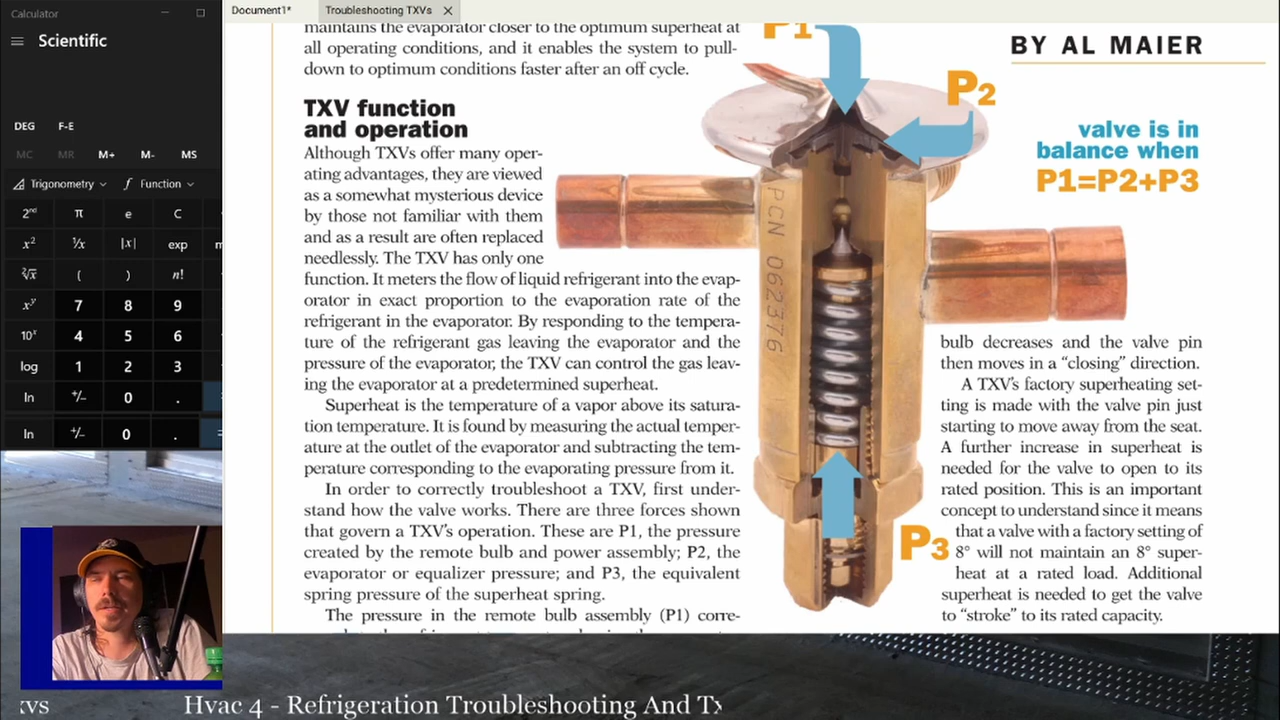 Calculator
Scientific
DEG F-E
MC MR M+ M- MS
Trigonometry f Function
2nd π e C
x² ¹/x |x| exp m
²√x ( ) n!
xʸ 7 8 9
10ˣ 4 5 6
log 1 2 3
ln +/- 0 .
ln +/- 0 .
Document1* Troubleshooting TXVs
maintains the evaporator closer to the optimum superheat at
all operating conditions, and it enables the system to pull-
down to optimum conditions faster after an off cycle.
TXV function
and operation
Although TXVs offer many oper-
ating advantages, they are viewed
as a somewhat mysterious device
by those not familiar with them
and as a result are often replaced
needlessly. The TXV has only one
function. It meters the flow of liquid refrigerant into the evap-
orator in exact proportion to the evaporation rate of the
refrigerant in the evaporator. By responding to the tempera-
ture of the refrigerant gas leaving the evaporator and the
pressure of the evaporator, the TXV can control the gas leav-
ing the evaporator at a predetermined superheat.
Superheat is the temperature of a vapor above its satura-
tion temperature. It is found by measuring the actual temper-
ature at the outlet of the evaporator and subtracting the tem-
perature corresponding to the evaporating pressure from it.
In order to correctly troubleshoot a TXV, first under-
stand how the valve works. There are three forces shown
that govern a TXV's operation. These are P1, the pressure
created by the remote bulb and power assembly; P2, the
evaporator or equalizer pressure; and P3, the equivalent
spring pressure of the superheat spring.
The pressure in the remote bulb assembly (P1) corre-
P1
P2
P3
PCN 062376
BY AL MAIER
valve is in
balance when
P1=P2+P3
bulb decreases and the valve pin
then moves in a "closing" direction.
A TXV's factory superheating set-
ting is made with the valve pin just
starting to move away from the seat.
A further increase in superheat is
needed for the valve to open to its
rated position. This is an important
concept to understand since it means
that a valve with a factory setting of
8° will not maintain an 8° super-
heat at a rated load. Additional
superheat is needed to get the valve
to "stroke" to its rated capacity.
xvs Hvac 4 - Refrigeration Troubleshooting And Tx